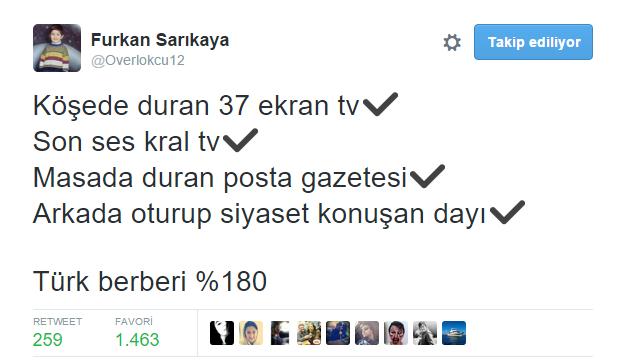 Furkan Sarıkaya
@Overlokcu12
Takip ediliyor
Köşede duran 37 ekran tv✔
Son ses kral tv✔
Masada duran posta gazetesi✔
Arkada oturup siyaset konuşan dayı✔
Türk berberi %180
RETWEET FAVORİ
259 1.463